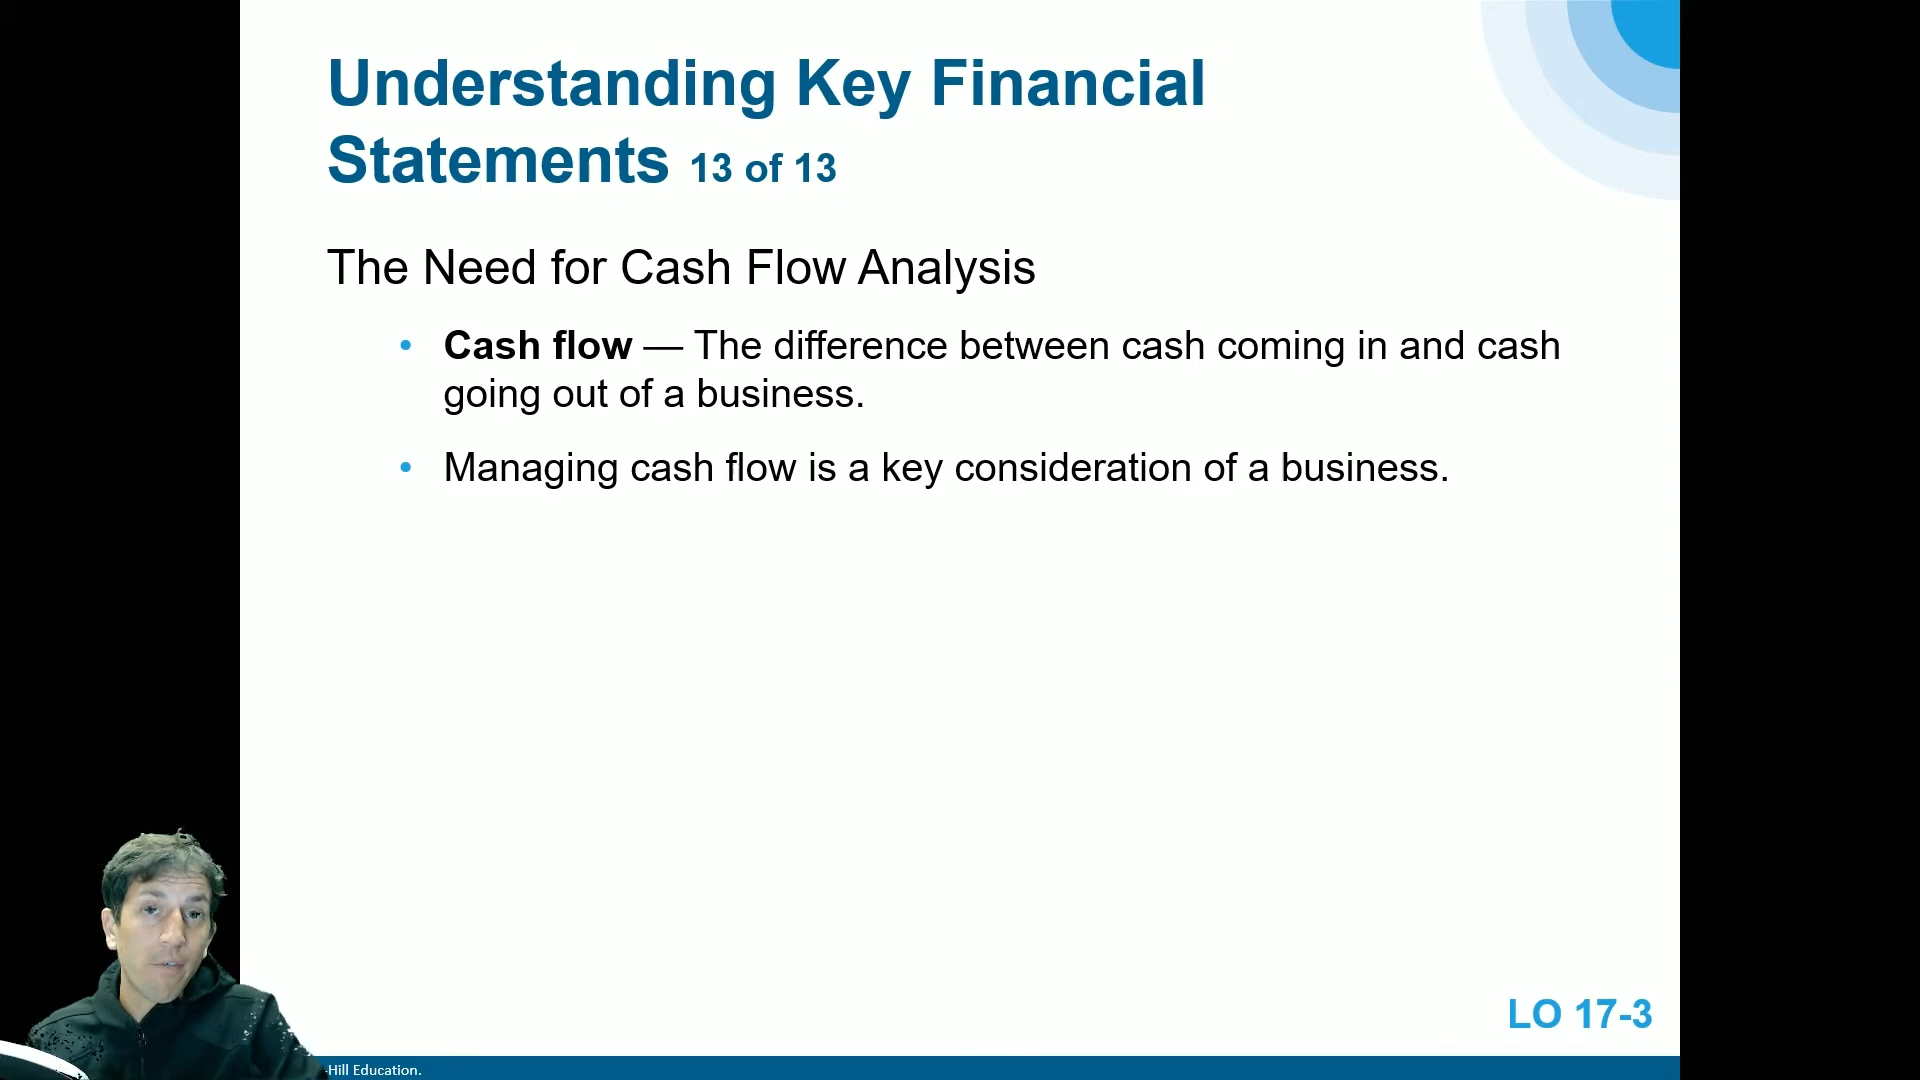 Understanding Key Financial
Statements 13 of 13
The Need for Cash Flow Analysis
• Cash flow — The difference between cash coming in and cash
going out of a business.
• Managing cash flow is a key consideration of a business.
LO 17-3
-Hill Education.